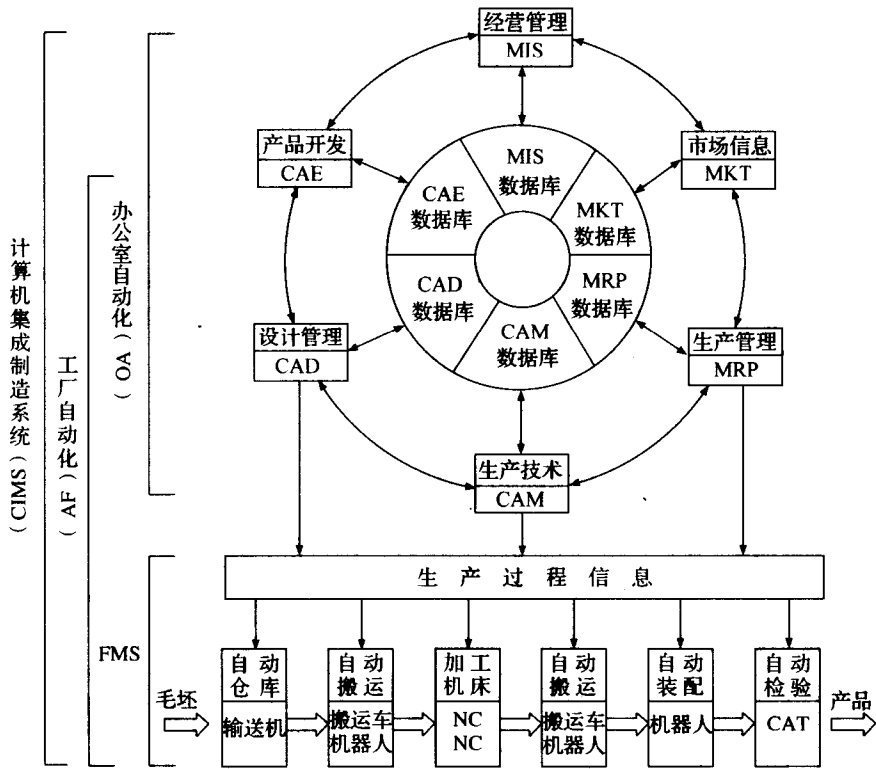 经营管理
MIS
产品开发
CAE
市场信息
MKT
MIS
数据库
CAE
数据库
MKT
数据库
CAD
数据库
MRP
数据库
CAM
数据库
设计管理
CAD
生产管理
MRP
生产技术
CAM
计算机集成制造系统(CIMS)
工厂自动化(AF)
办公室自动化(OA)
FMS
生产过程信息
毛坯
自动
仓库
输送机
自动
搬运
搬运车
机器人
加工
机床
NC
NC
自动
搬运
搬运车
机器人
自动
装配
机器人
自动
检验
CAT
产品